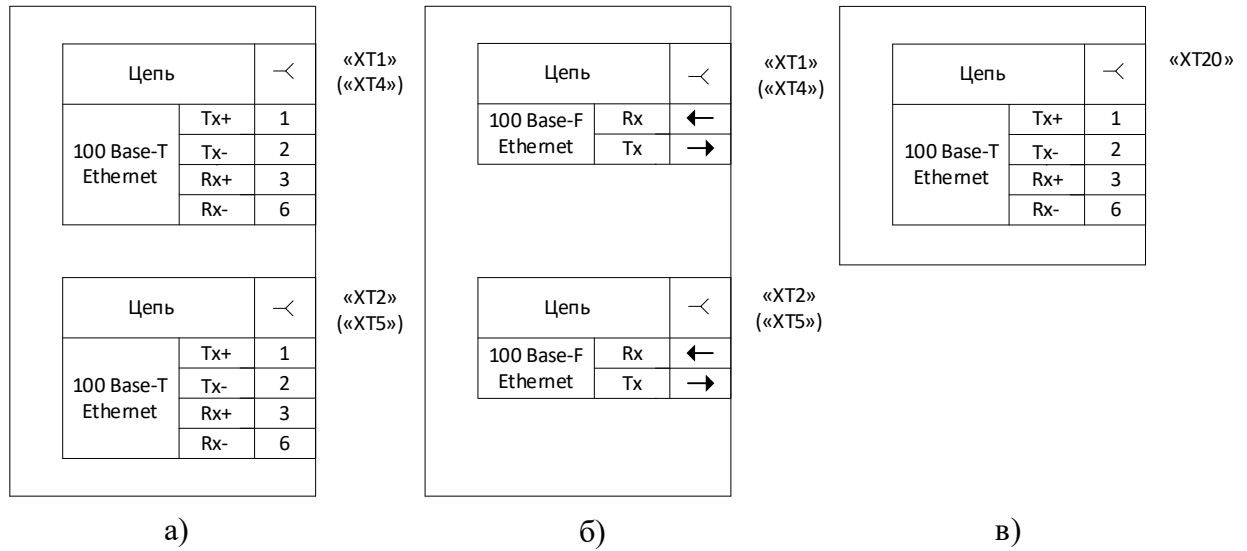 Цепь
«XT1»
(«XT4»)
100 Base-T
Ethernet
Tx+ 1
Tx- 2
Rx+ 3
Rx- 6
Цепь
«XT2»
(«XT5»)
100 Base-T
Ethernet
Tx+ 1
Tx- 2
Rx+ 3
Rx- 6
а)
Цепь
«XT1»
(«XT4»)
100 Base-F
Ethernet
Rx
Tx
Цепь
«XT2»
(«XT5»)
100 Base-F
Ethernet
Rx
Tx
б)
Цепь
«XT20»
100 Base-T
Ethernet
Tx+ 1
Tx- 2
Rx+ 3
Rx- 6
в)